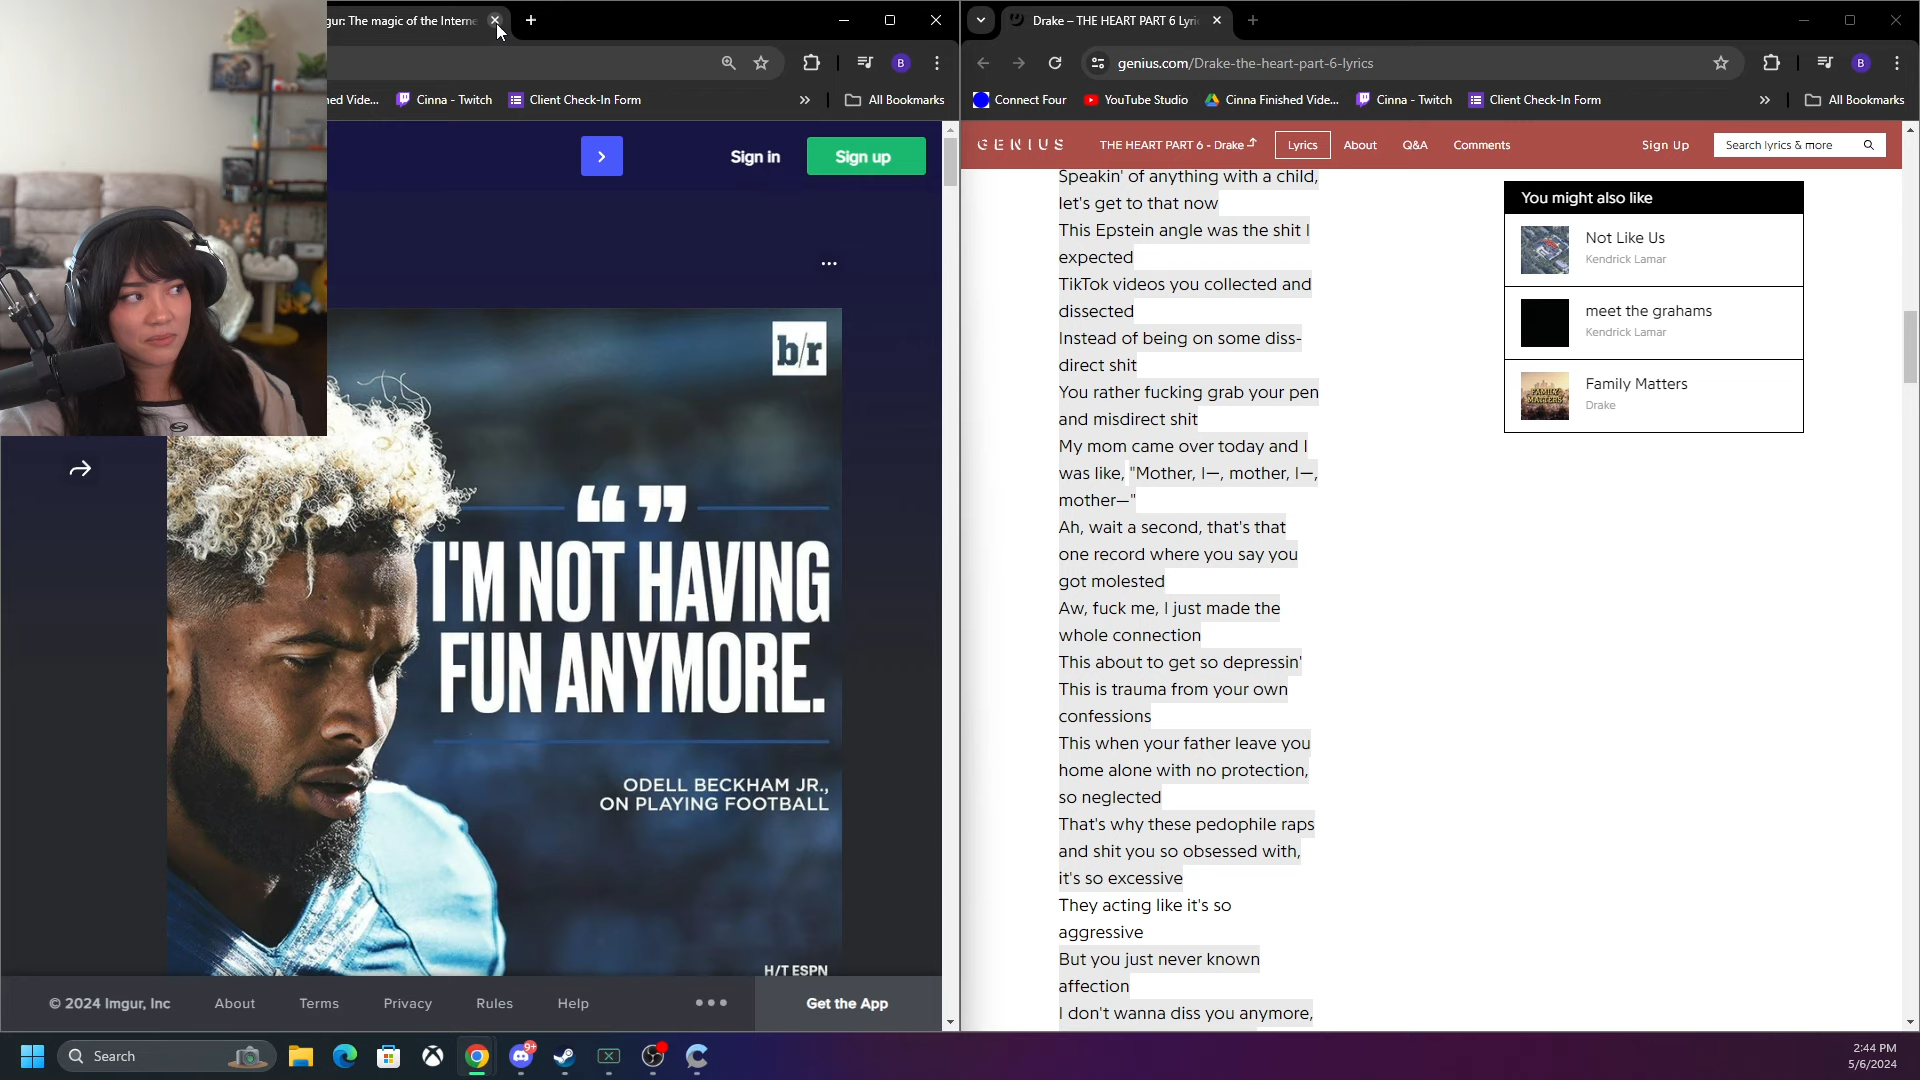 gur: The magic of the Interne
ned Vide...
Cinna - Twitch
Client Check-In Form
»
All Bookmarks
B
Sign in
Sign up
...
b/r
“ ”
I'M NOT HAVING
FUN ANYMORE.
ODELL BECKHAM JR.,
ON PLAYING FOOTBALL
H/T ESPN
© 2024 Imgur, Inc
About
Terms
Privacy
Rules
Help
Get the App
Drake – THE HEART PART 6 Lyri
genius.com/Drake-the-heart-part-6-lyrics
B
Connect Four
YouTube Studio
Cinna Finished Vide...
Cinna - Twitch
Client Check-In Form
»
All Bookmarks
GENIUS
THE HEART PART 6 - Drake
Lyrics
About
Q&A
Comments
Sign Up
Search lyrics & more
Speakin' of anything with a child,
let's get to that now
This Epstein angle was the shit I
expected
TikTok videos you collected and
dissected
Instead of being on some diss-
direct shit
You rather fucking grab your pen
and misdirect shit
My mom came over today and I
was like, "Mother, I—, mother, I—,
mother—"
Ah, wait a second, that's that
one record where you say you
got molested
Aw, fuck me, I just made the
whole connection
This about to get so depressin'
This is trauma from your own
confessions
This when your father leave you
home alone with no protection,
so neglected
That's why these pedophile raps
and shit you so obsessed with,
it's so excessive
They acting like it's so
aggressive
But you just never known
affection
I don't wanna diss you anymore,
You might also like
Not Like Us
Kendrick Lamar
meet the grahams
Kendrick Lamar
FAMILY
MATTERS
Family Matters
Drake
Search
9+
2:44 PM
5/6/2024